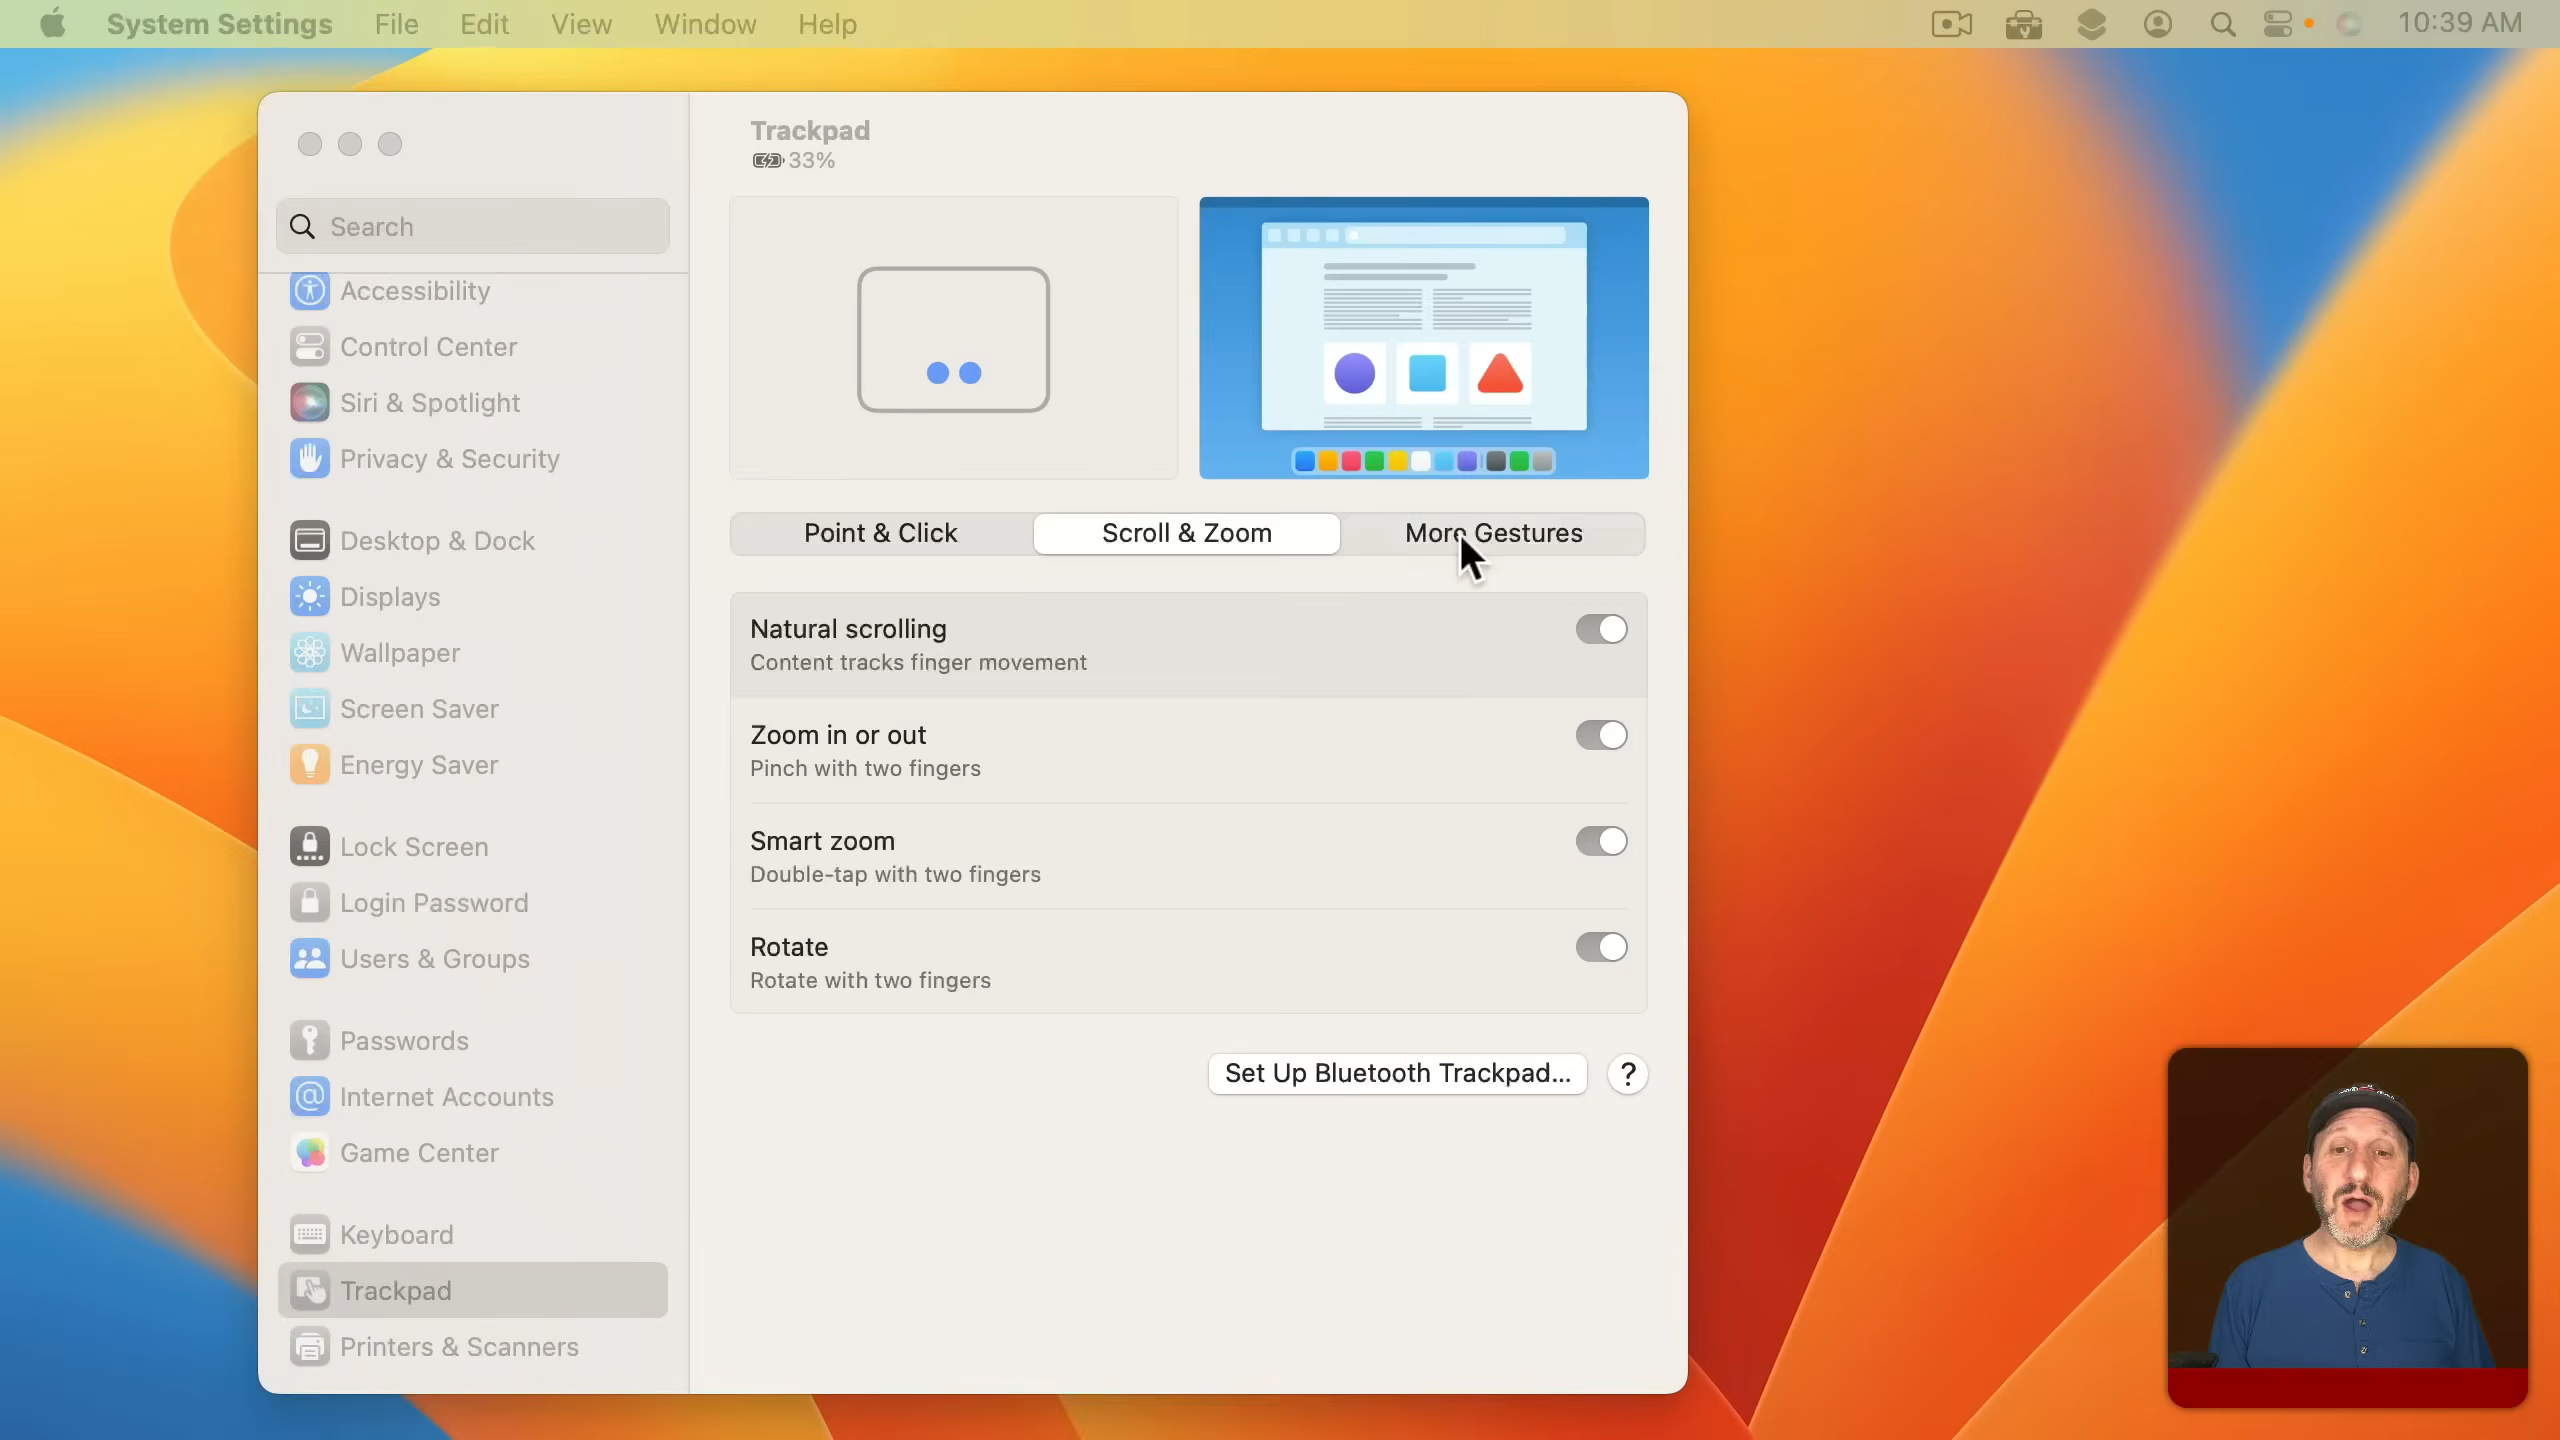 System Settings File Edit View Window Help 10:39 AM
Trackpad
33%
Search
Accessibility
Control Center
Siri & Spotlight
Privacy & Security
Desktop & Dock
Displays
Wallpaper
Screen Saver
Energy Saver
Lock Screen
Login Password
Users & Groups
Passwords
Internet Accounts
Game Center
Keyboard
Trackpad
Printers & Scanners
Point & Click Scroll & Zoom More Gestures
Natural scrolling
Content tracks finger movement
Zoom in or out
Pinch with two fingers
Smart zoom
Double-tap with two fingers
Rotate
Rotate with two fingers
Set Up Bluetooth Trackpad... ?